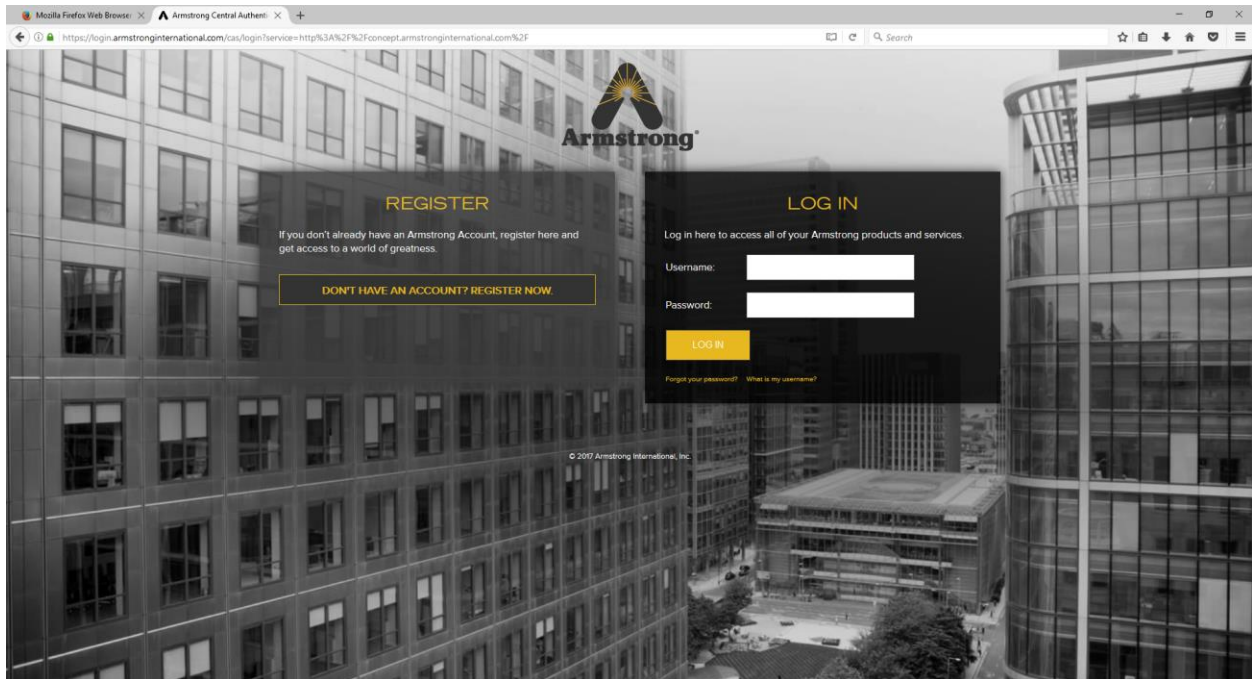 Mozilla Firefox Web Browser
Armstrong Central Authenti
https://login.armstronginternational.com/cas/login?service=http%3A%2F%2Fconcept.armstronginternational.com%2F
Search
Armstrong®
REGISTER
If you don't already have an Armstrong Account, register here and
get access to a world of greatness.
DON'T HAVE AN ACCOUNT? REGISTER NOW.
LOG IN
Log in here to access all of your Armstrong products and services.
Username:
Password:
LOG IN
Forgot your password? What is my username?
© 2017 Armstrong International, Inc.